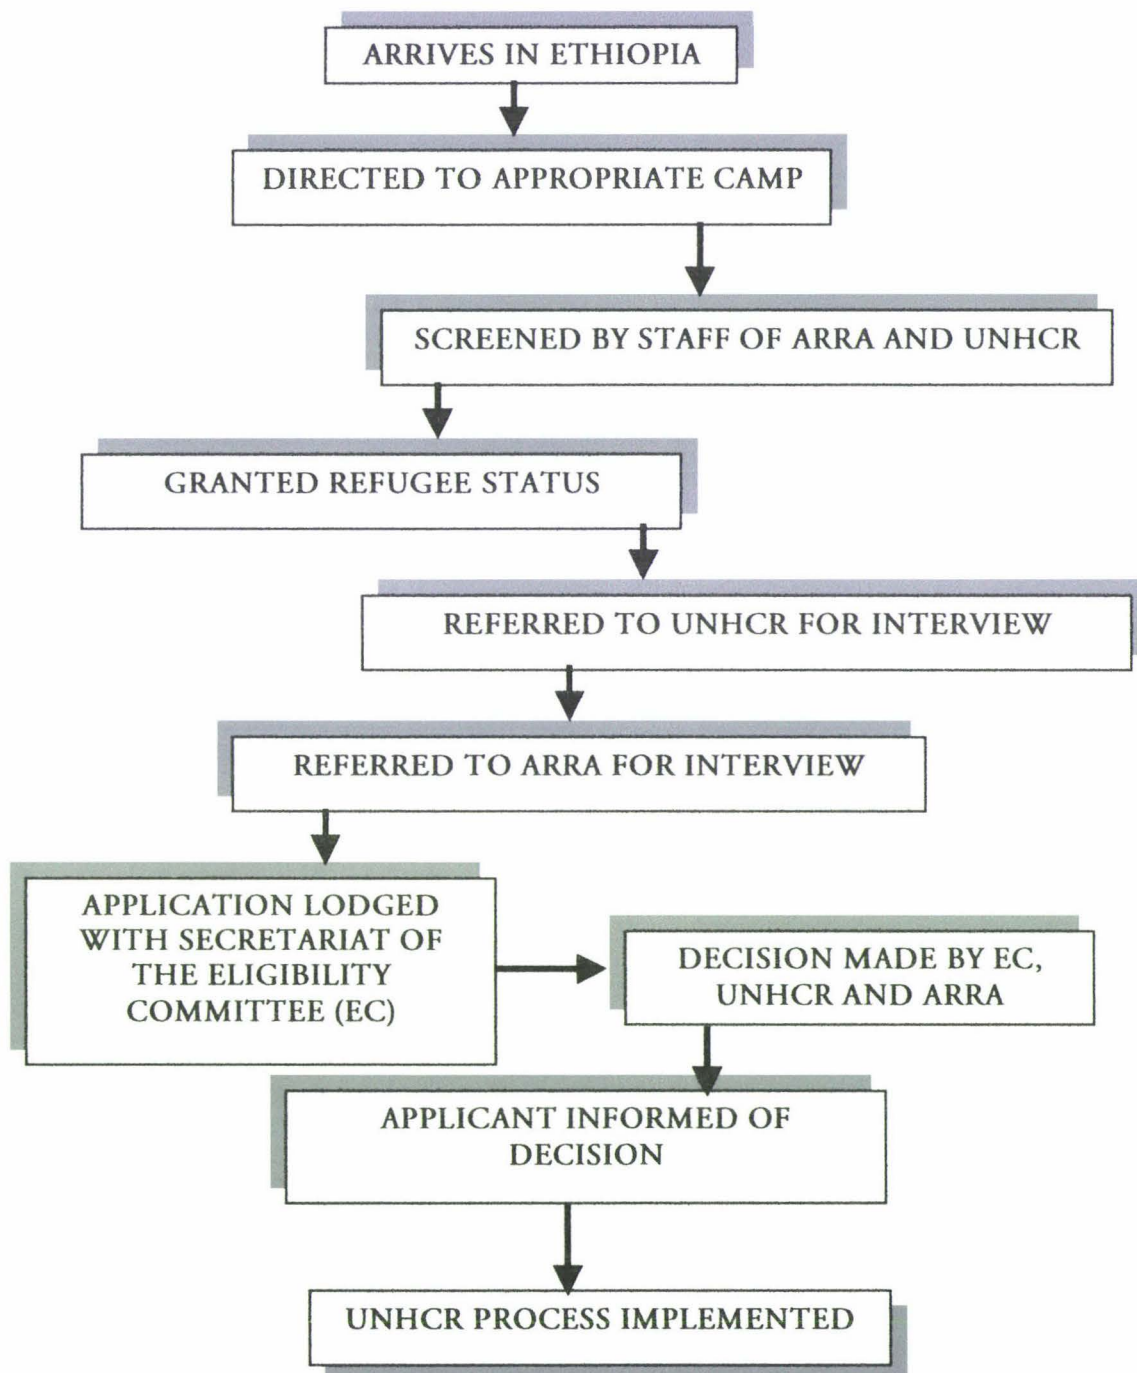 ARRIVES IN ETHIOPIA
DIRECTED TO APPROPRIATE CAMP
SCREENED BY STAFF OF ARRA AND UNHCR
GRANTED REFUGEE STATUS
REFERRED TO UNHCR FOR INTERVIEW
REFERRED TO ARRA FOR INTERVIEW
APPLICATION LODGED
WITH SECRETARIAT OF
THE ELIGIBILITY
COMMITTEE (EC)
DECISION MADE BY EC,
UNHCR AND ARRA
APPLICANT INFORMED OF
DECISION
UNHCR PROCESS IMPLEMENTED